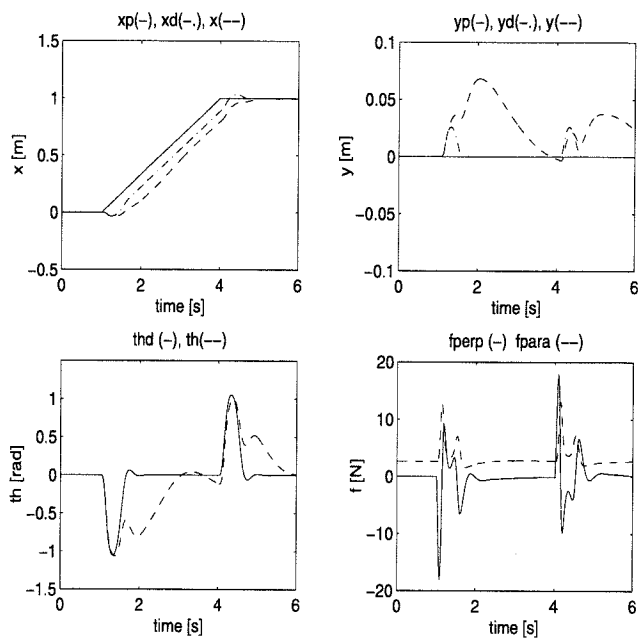 xp(−), xd(−.), x(−−)
1.5
1
0.5
0
−0.5
x [m]
0 2 4 6
time [s]
yp(−), yd(−.), y(−−)
0.1
0.05
0
−0.05
−0.1
y [m]
0 2 4 6
time [s]
thd (−), th(−−)
1
0.5
0
−0.5
−1
−1.5
th [rad]
0 2 4 6
time [s]
fperp (−) fpara (−−)
20
10
0
−10
−20
f [N]
0 2 4 6
time [s]